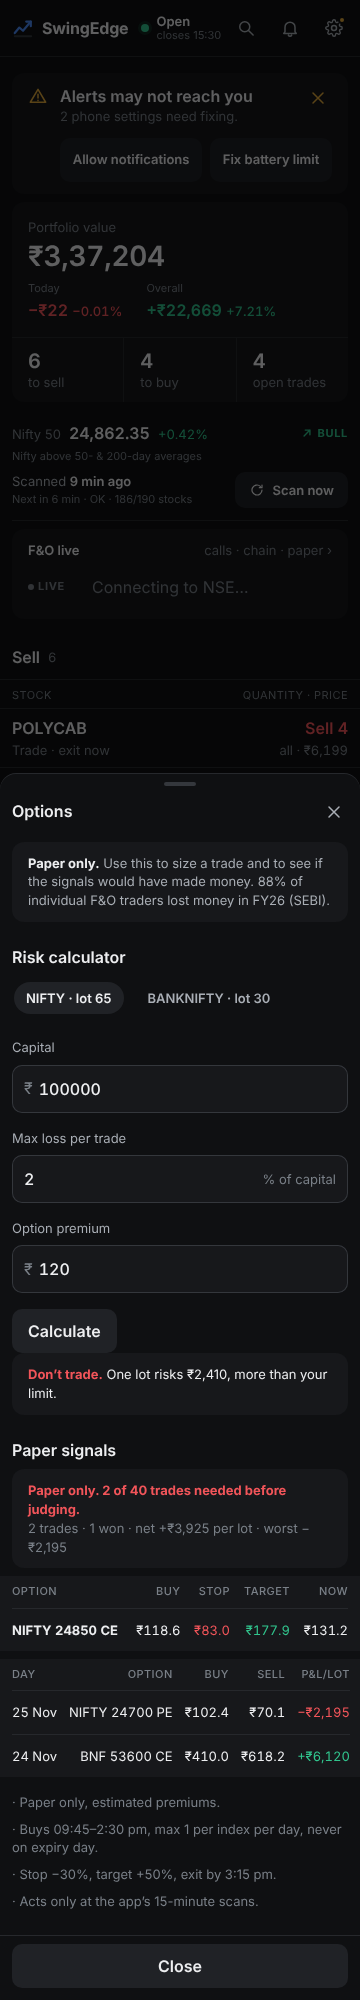 SwingEdge
Open
closes 15:30
Alerts may not reach you
2 phone settings need fixing.
Allow notifications
Fix battery limit
Portfolio value
₹3,37,204
Today
Overall
−₹22 −0.01%
+₹22,669 +7.21%
6
4
4
to sell
to buy
open trades
Nifty 50 24,862.35 +0.42%
↗ BULL
Nifty above 50- & 200-day averages
Scanned 9 min ago
Next in 6 min · OK · 186/190 stocks
Scan now
F&O live
calls · chain · paper ›
● LIVE
Connecting to NSE…
Sell 6
STOCK
QUANTITY · PRICE
POLYCAB
Sell 4
Trade · exit now
all · ₹6,199
Options
Paper only. Use this to size a trade and to see if
the signals would have made money. 88% of
individual F&O traders lost money in FY26 (SEBI).
Risk calculator
NIFTY · lot 65
BANKNIFTY · lot 30
Capital
₹ 100000
Max loss per trade
2
% of capital
Option premium
₹ 120
Calculate
Don't trade. One lot risks ₹2,410, more than your
limit.
Paper signals
Paper only. 2 of 40 trades needed before
judging.
2 trades · 1 won · net +₹3,925 per lot · worst −
₹2,195
OPTION BUY STOP TARGET NOW
NIFTY 24850 CE ₹118.6 ₹83.0 ₹177.9 ₹131.2
DAY OPTION BUY SELL P&L/LOT
25 Nov NIFTY 24700 PE ₹102.4 ₹70.1 −₹2,195
24 Nov BNF 53600 CE ₹410.0 ₹618.2 +₹6,120
· Paper only, estimated premiums.
· Buys 09:45–2:30 pm, max 1 per index per day, never
on expiry day.
· Stop −30%, target +50%, exit by 3:15 pm.
· Acts only at the app's 15-minute scans.
Close